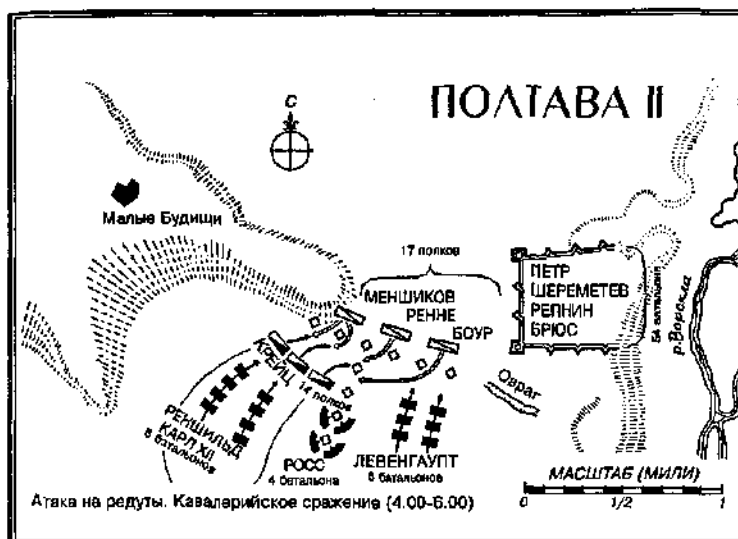 ПОЛТАВА II
С
Малые Будищи
17 полков
МЕНШИКОВ
РЕННЕ
БОУР
ПЕТР
ШЕРЕМЕТЕВ
РЕПНИН
БРЮС
54 батальона
р. Ворскла
КРЕЙЦ
14 полков
Овраг
РЕНШИЛЬД
КАРЛ XII
8 батальонов
РОСС
4 батальона
ЛЕВЕНГАУПТ
6 батальонов
МАСШТАБ (МИЛИ)
0 1/2 1
Атака на редуты. Кавалерийское сражение (4.00-6.00)